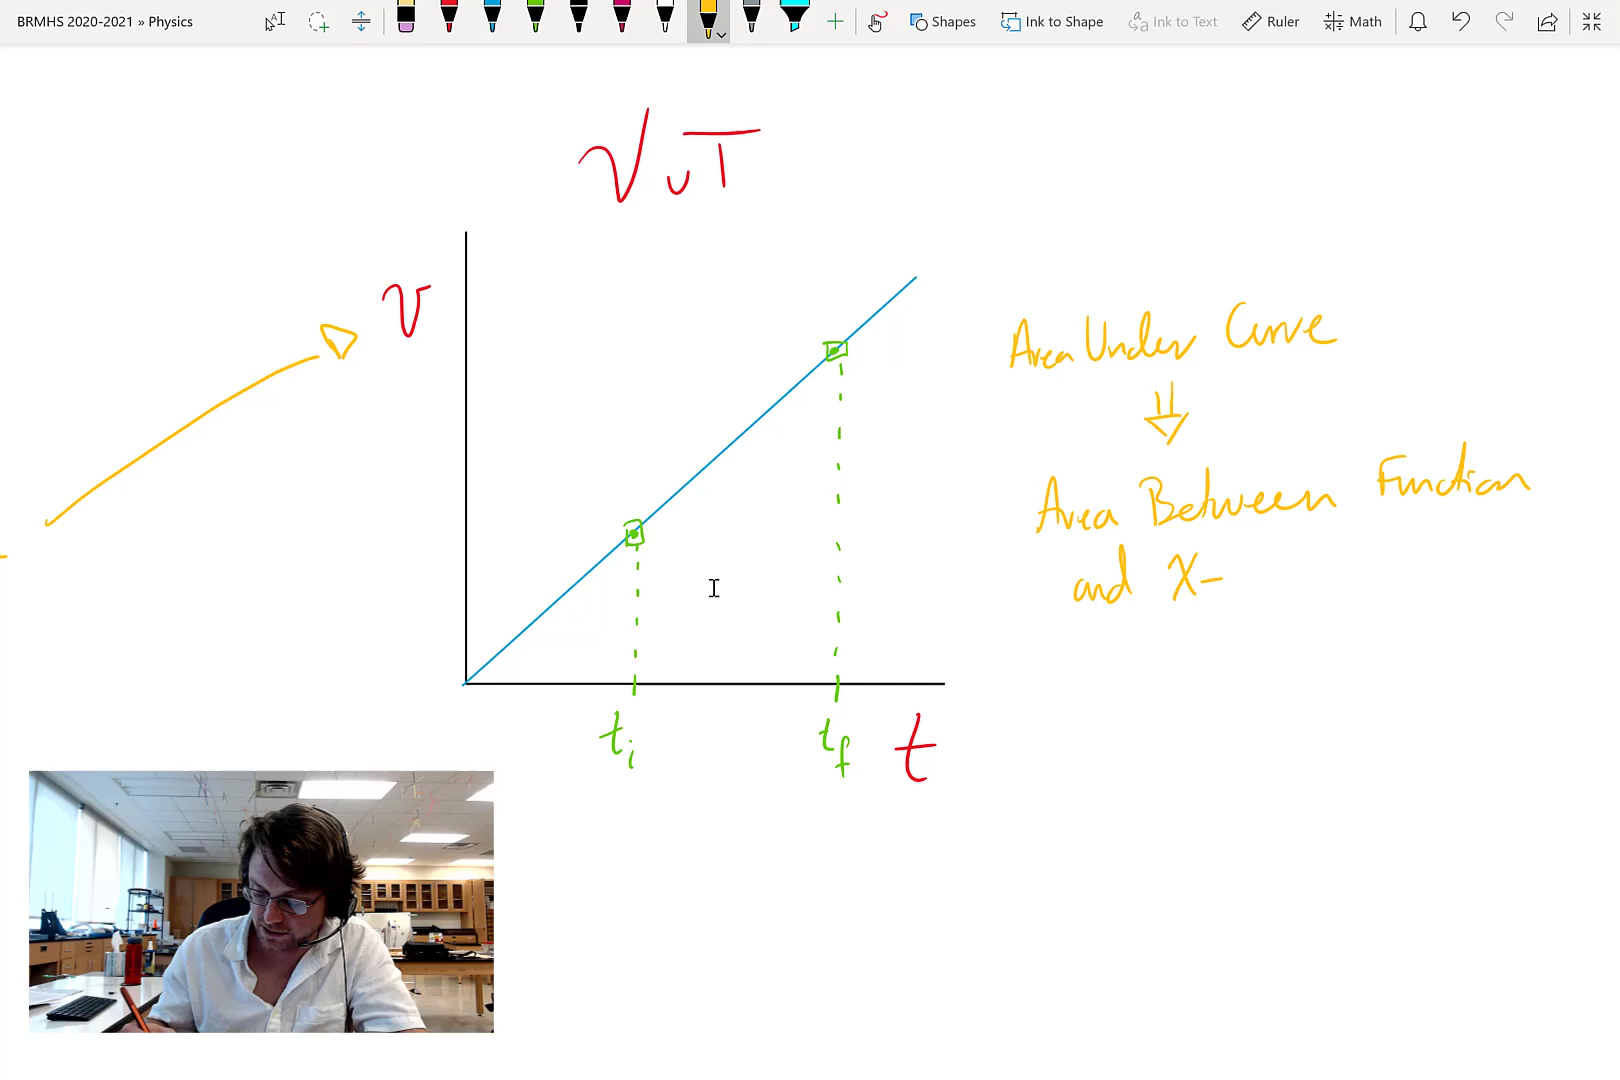 BRMHS 2020-2021 » Physics
Shapes
Ink to Shape
Ink to Text
Ruler
Math
V v T
v
Area Under Curve
Area Between Function
and X-
ti
tf
t